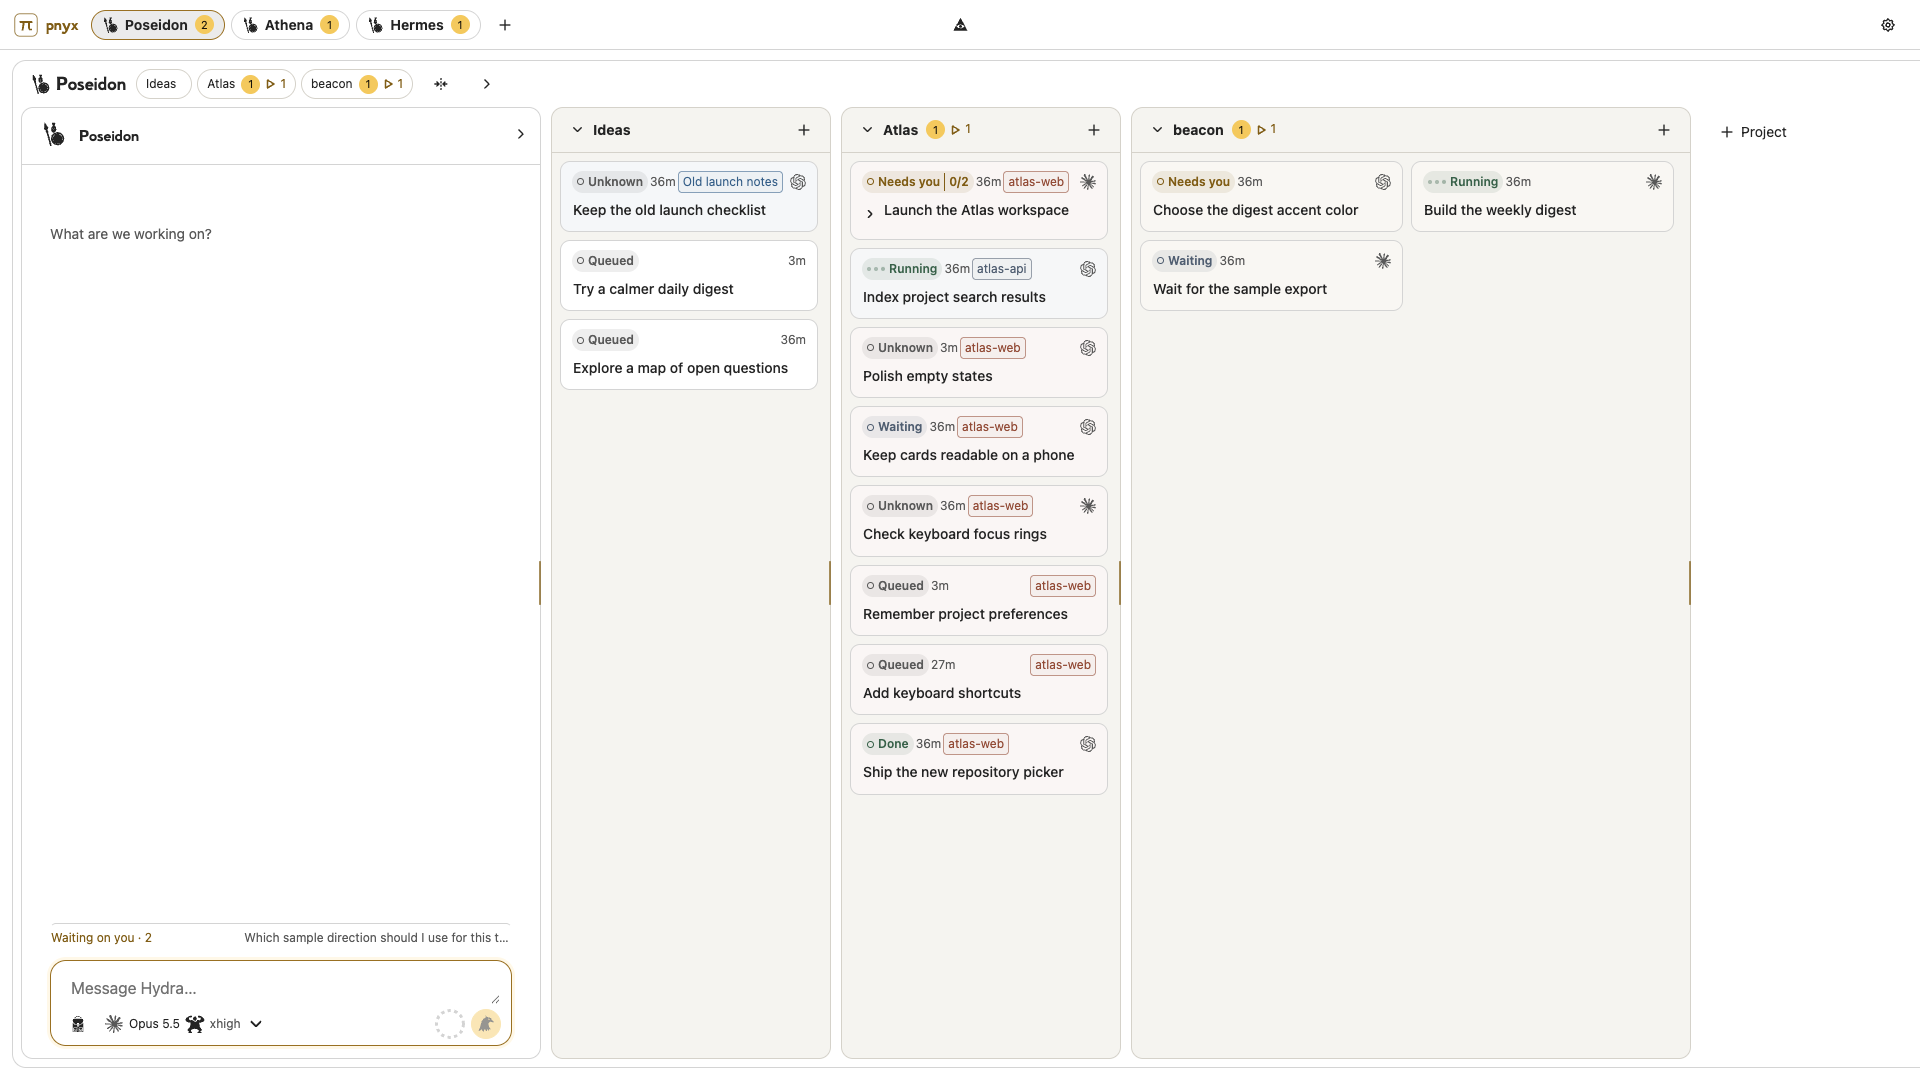 pnyx
Poseidon 2
Athena 1
Hermes 1
Poseidon
Ideas
Atlas 1 1
beacon 1 1
Poseidon
What are we working on?
Waiting on you · 2
Which sample direction should I use for this t...
Message Hydra...
Opus 5.5 xhigh
Ideas
Unknown 36m Old launch notes
Keep the old launch checklist
Queued 3m
Try a calmer daily digest
Queued 36m
Explore a map of open questions
Atlas 1 1
Needs you 0/2 36m atlas-web
Launch the Atlas workspace
Running 36m atlas-api
Index project search results
Unknown 3m atlas-web
Polish empty states
Waiting 36m atlas-web
Keep cards readable on a phone
Unknown 36m atlas-web
Check keyboard focus rings
Queued 3m atlas-web
Remember project preferences
Queued 27m atlas-web
Add keyboard shortcuts
Done 36m atlas-web
Ship the new repository picker
beacon 1 1
Needs you 36m
Choose the digest accent color
Running 36m
Build the weekly digest
Waiting 36m
Wait for the sample export
+ Project